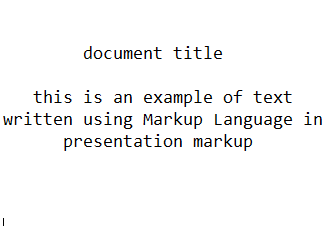 document title
this is an example of text
written using Markup Language in
presentation markup